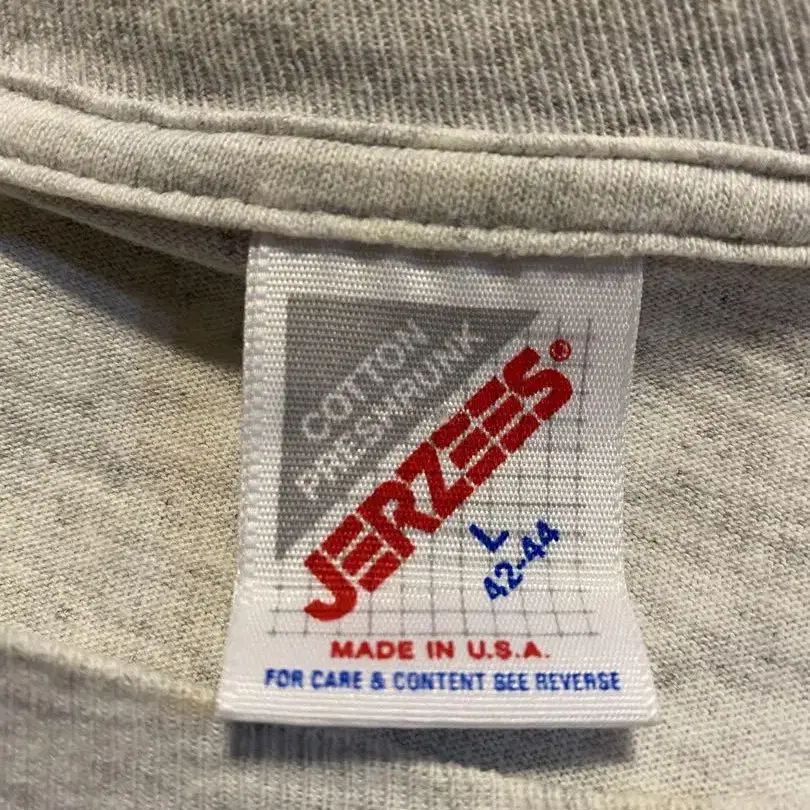 COTTON
PRESHRUNK
JERZEES®
L
42-44
MADE IN U.S.A.
FOR CARE & CONTENT SEE REVERSE